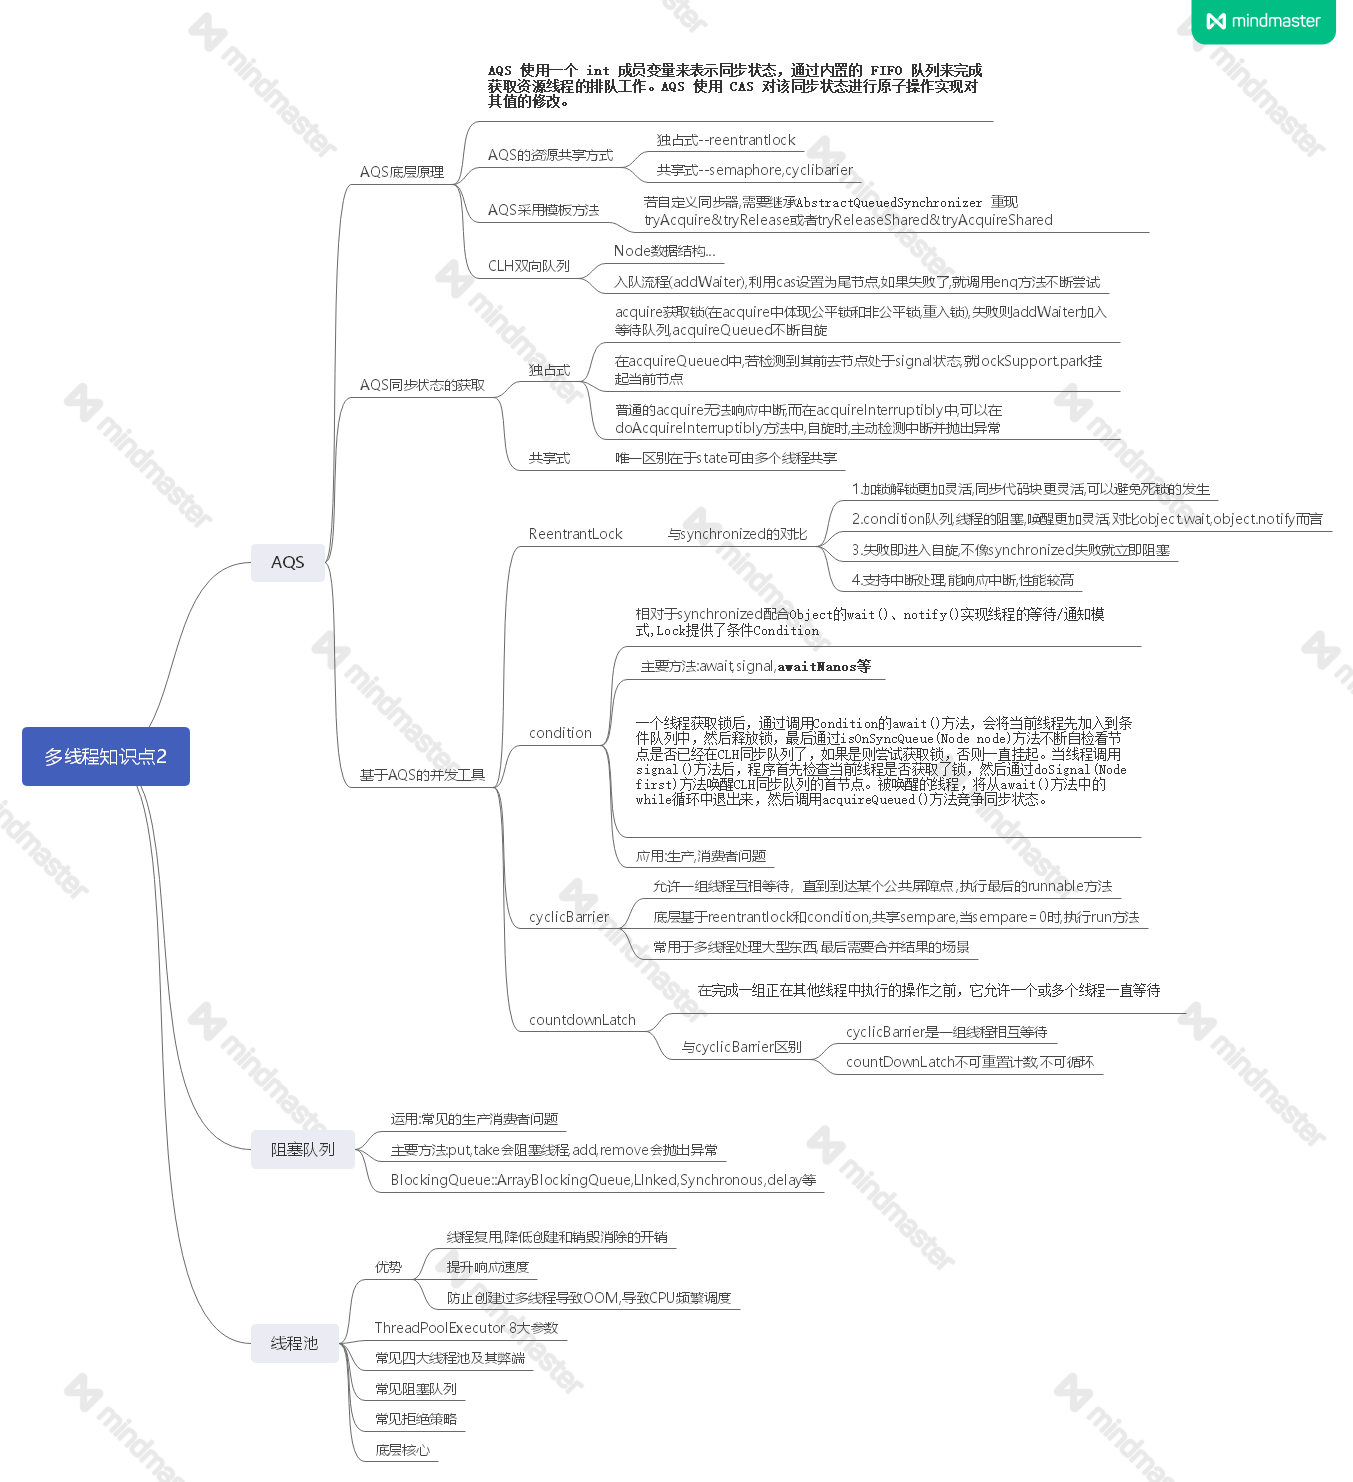 mindmaster
AQS 使用一个 int 成员变量来表示同步状态，通过内置的 FIFO 队列来完成
获取资源线程的排队工作。AQS 使用 CAS 对该同步状态进行原子操作实现对
其值的修改。
AQS底层原理
AQS的资源共享方式
独占式--reentrantlock
共享式--semaphore,cyclibarier
AQS采用模板方法
若自定义同步器,需要继承AbstractQueuedSynchronizer 重现
tryAcquire&tryRelease或者tryReleaseShared&tryAcquireShared
CLH双向队列
Node数据结构...
入队流程(addWaiter),利用cas设置为尾节点,如果失败了,就调用enq方法不断尝试
AQS同步状态的获取
独占式
acquire获取锁(在acquire中体现公平锁和非公平锁,重入锁),失败则addWaiter加入
等待队列,acquireQueued不断自旋
在acquireQueued中,若检测到其前去节点处于signal状态,就lockSupport.park挂
起当前节点
普通的acquire无法响应中断,而在acquireInterruptibly中,可以在
doAcquireInterruptibly方法中,自旋时,主动检测中断并抛出异常
共享式
唯一区别在于state可由多个线程共享
AQS
基于AQS的并发工具
ReentrantLock
与synchronized的对比
1.加锁解锁更加灵活,同步代码块更灵活,可以避免死锁的发生
2.condition队列,线程的阻塞,唤醒更加灵活,对比object.wait,object.notify而言
3.失败即进入自旋,不像synchronized失败就立即阻塞
4.支持中断处理,能响应中断,性能较高
condition
相对于synchronized配合Object的wait()、notify()实现线程的等待/通知模
式,Lock提供了条件Condition
主要方法:await,signal,awaitNanos等
一个线程获取锁后，通过调用Condition的await()方法，会将当前线程先加入到条
件队列中，然后释放锁，最后通过isOnSyncQueue(Node node)方法不断自检看节
点是否已经在CLH同步队列了，如果是则尝试获取锁，否则一直挂起。当线程调用
signal()方法后，程序首先检查当前线程是否获取了锁，然后通过doSignal(Node
first)方法唤醒CLH同步队列的首节点。被唤醒的线程，将从await()方法中的
while循环中退出来，然后调用acquireQueued()方法竞争同步状态。
应用:生产,消费者问题
cyclicBarrier
允许一组线程互相等待，直到到达某个公共屏障点 ,执行最后的runnable方法
底层基于reentrantlock和condition,共享sempare,当sempare= 0时,执行run方法
常用于多线程处理大型东西,最后需要合并结果的场景
countdownLatch
在完成一组正在其他线程中执行的操作之前，它允许一个或多个线程一直等待
与cyclicBarrier区别
cyclicBarrier是一组线程相互等待
countDownLatch不可重置计数,不可循环
多线程知识点2
阻塞队列
运用:常见的生产消费者问题
主要方法:put,take会阻塞线程,add,remove会抛出异常
BlockingQueue::ArrayBlockingQueue,LInked,Synchronous,delay等
线程池
优势
线程复用,降低创建和销毁消除的开销
提升响应速度
防止创建过多线程导致OOM,导致CPU频繁调度
ThreadPoolExecutor 8大参数
常见四大线程池及其弊端
常见阻塞队列
常见拒绝策略
底层核心